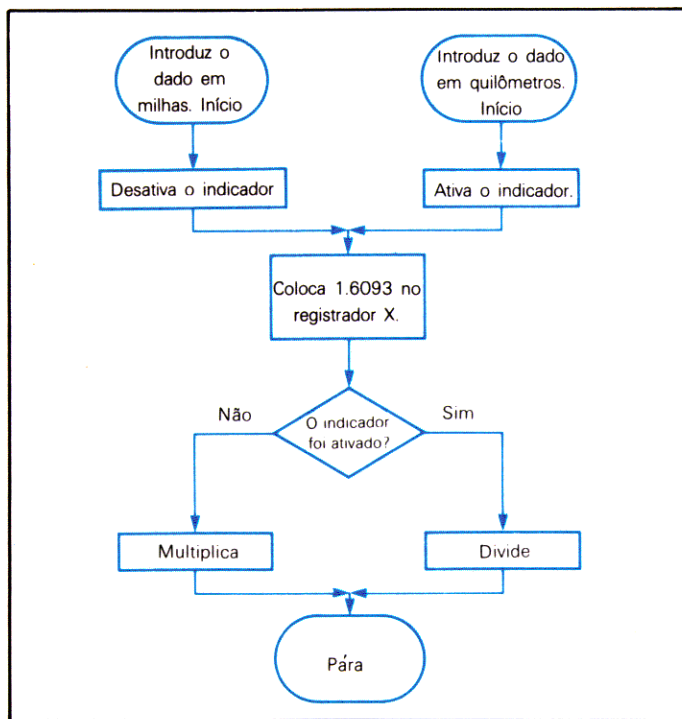 Introduz o
dado em
milhas. Início
Introduz o dado
em quilômetros.
Início
Desativa o indicador
Ativa o indicador.
Coloca 1.6093 no
registrador X.
Não
O indicador
foi ativado?
Sim
Multiplica
Divide
Pára